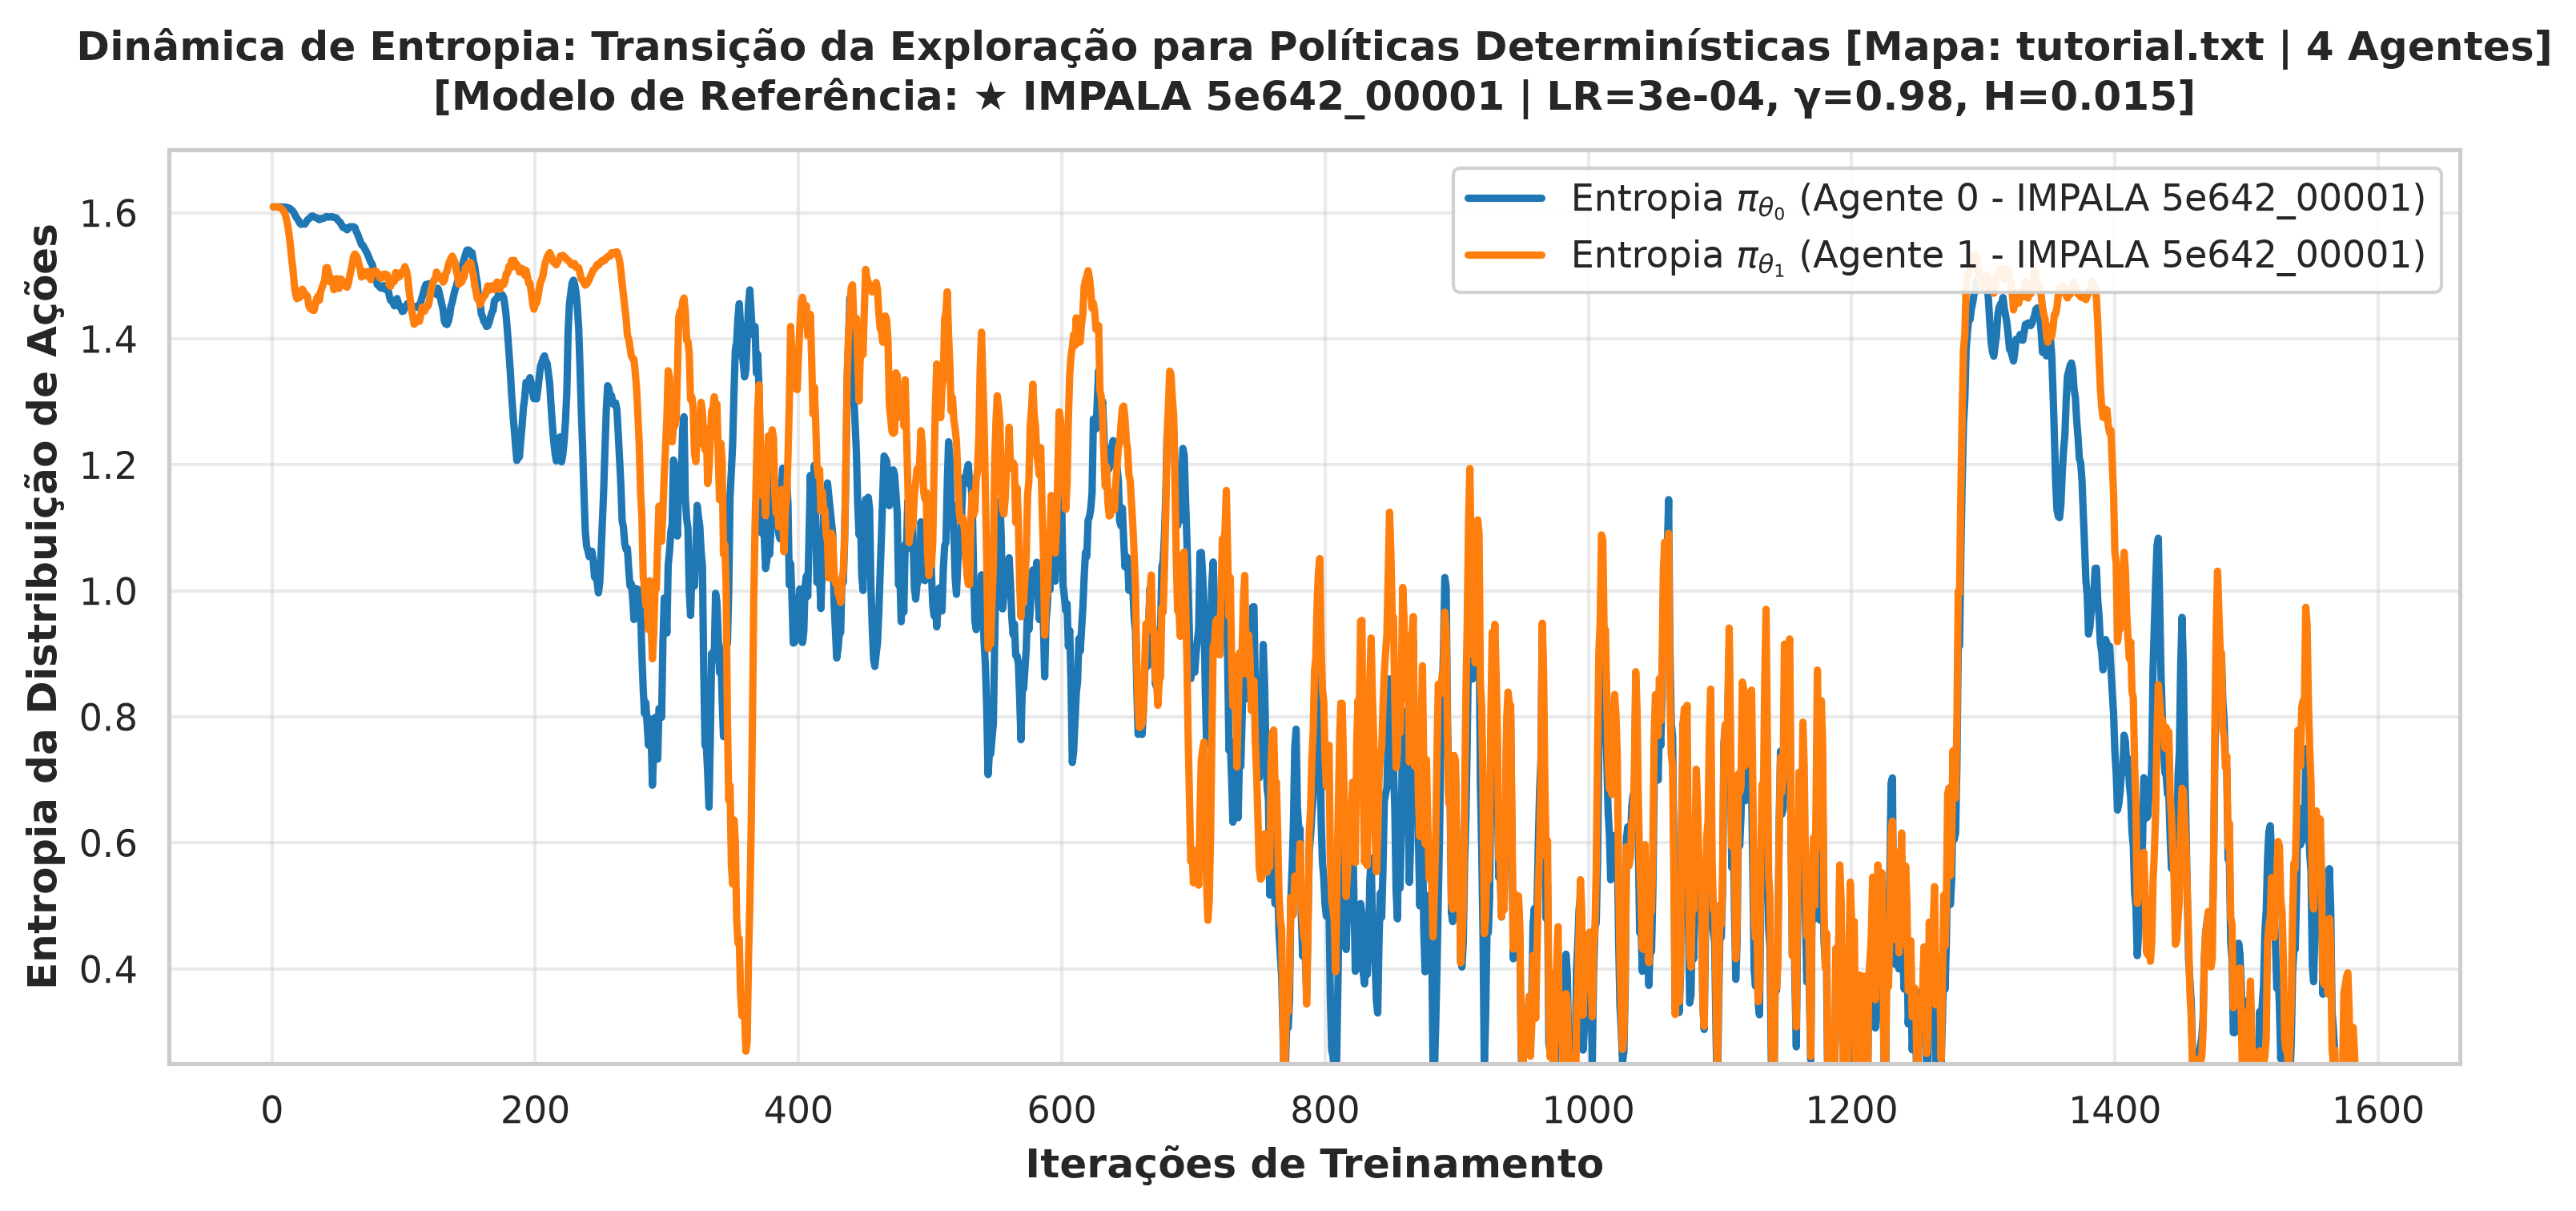 Dinâmica de Entropia: Transição da Exploração para Políticas Determinísticas [Mapa: tutorial.txt | 4 Agentes]
[Modelo de Referência: ★ IMPALA 5e642_00001 | LR=3e-04, γ=0.98, H=0.015]
Entropia π_θ₀ (Agente 0 - IMPALA 5e642_00001)
Entropia π_θ₁ (Agente 1 - IMPALA 5e642_00001)
Entropia da Distribuição de Ações
1.6
1.4
1.2
1.0
0.8
0.6
0.4
0 200 400 600 800 1000 1200 1400 1600
Iterações de Treinamento